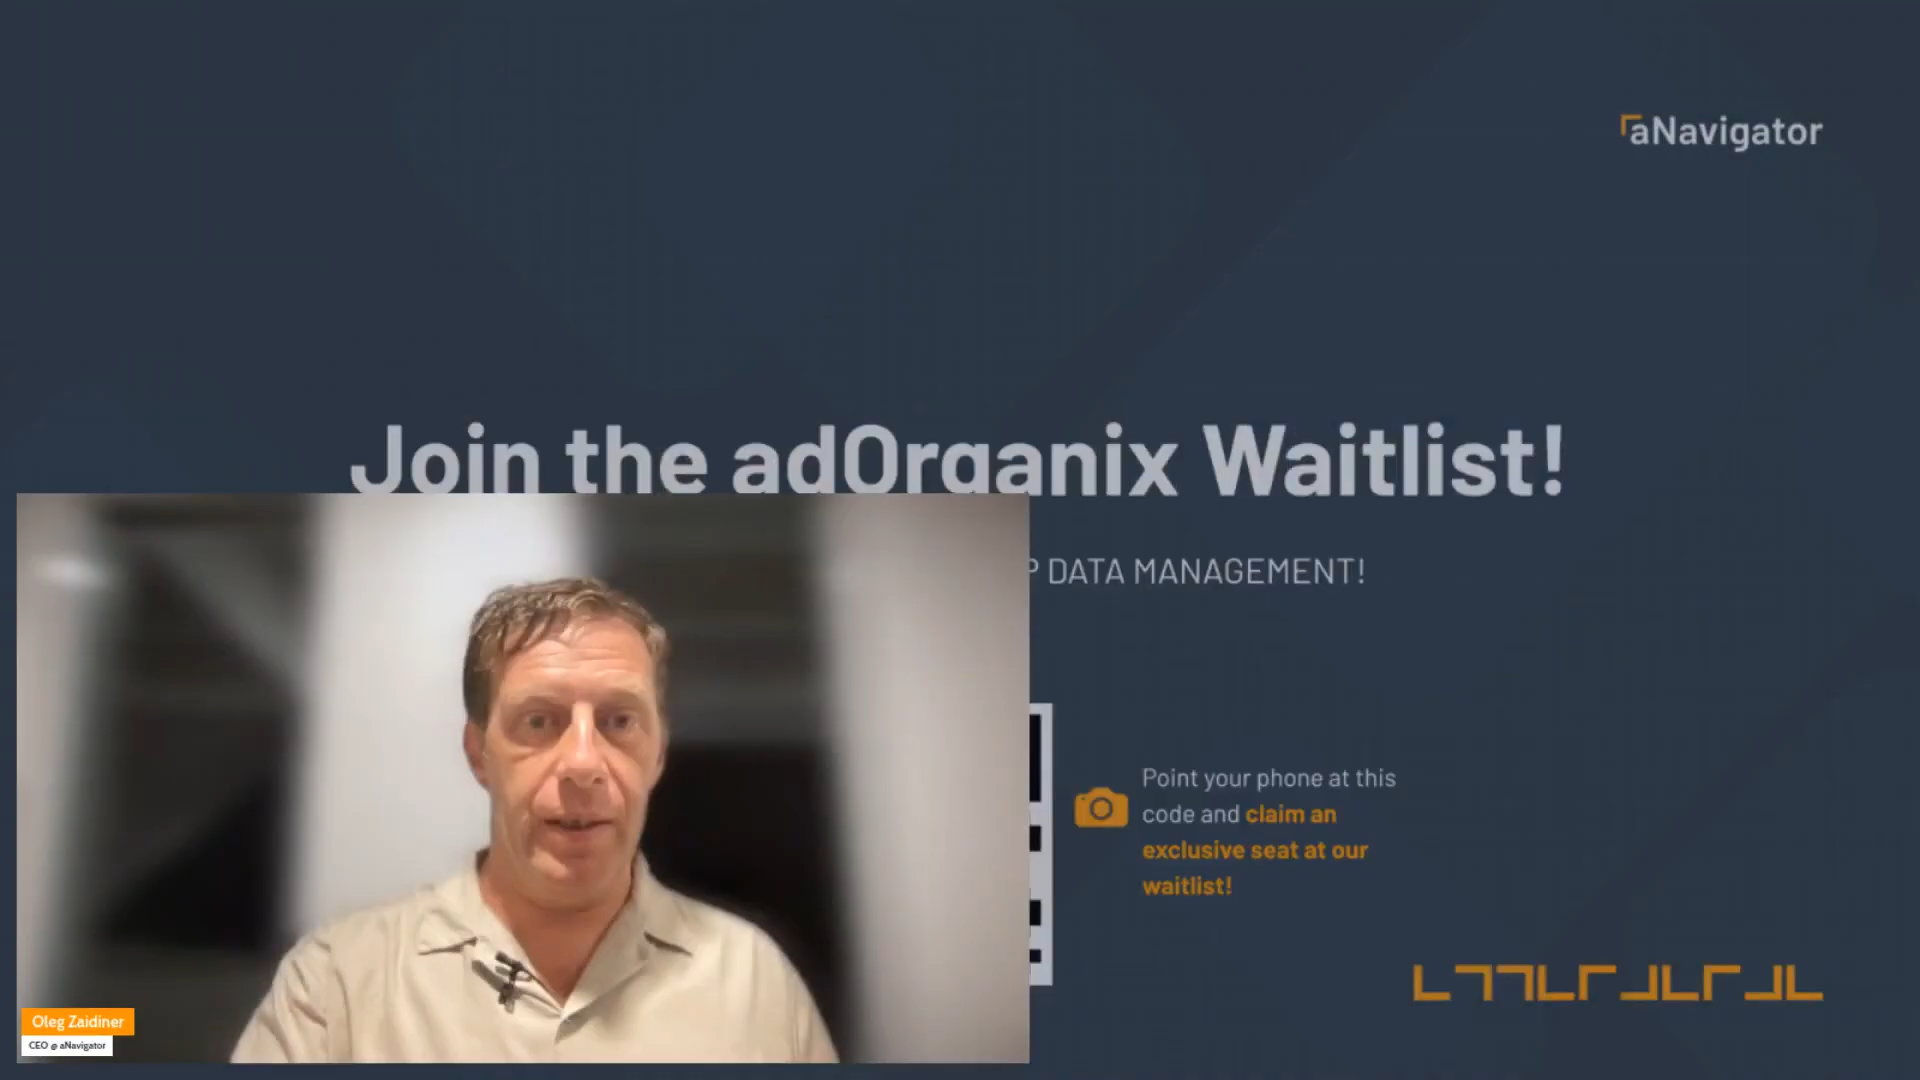 aNavigator
Join the adOrganix Waitlist!
DATA MANAGEMENT!
Point your phone at this
code and claim an
exclusive seat at our
waitlist!
Oleg Zaidiner
CEO @ aNavigator